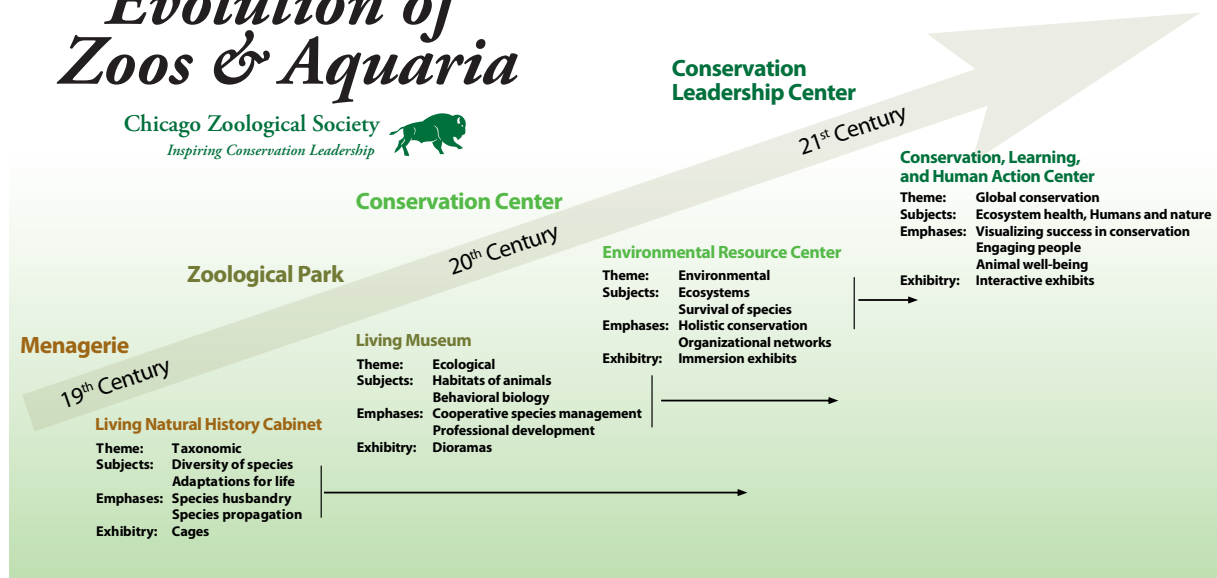 Evolution of
Zoos & Aquaria
Chicago Zoological Society
Inspiring Conservation Leadership
Conservation
Leadership Center
21st Century
Conservation, Learning,
and Human Action Center
Theme: Global conservation
Subjects: Ecosystem health, Humans and nature
Emphases: Visualizing success in conservation
Engaging people
Animal well-being
Exhibitry: Interactive exhibits
Conservation Center
20th Century
Environmental Resource Center
Theme: Environmental
Subjects: Ecosystems
Survival of species
Emphases: Holistic conservation
Organizational networks
Exhibitry: Immersion exhibits
Zoological Park
Living Museum
Theme: Ecological
Subjects: Habitats of animals
Behavioral biology
Emphases: Cooperative species management
Professional development
Exhibitry: Dioramas
Menagerie
19th Century
Living Natural History Cabinet
Theme: Taxonomic
Subjects: Diversity of species
Adaptations for life
Emphases: Species husbandry
Species propagation
Exhibitry: Cages